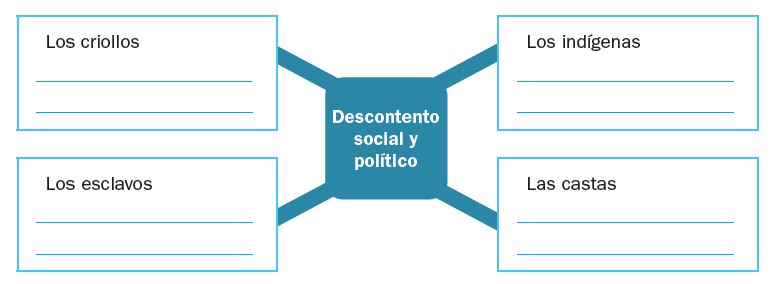 Los criollos
Los indígenas
Descontento
social y
político
Los esclavos
Las castas